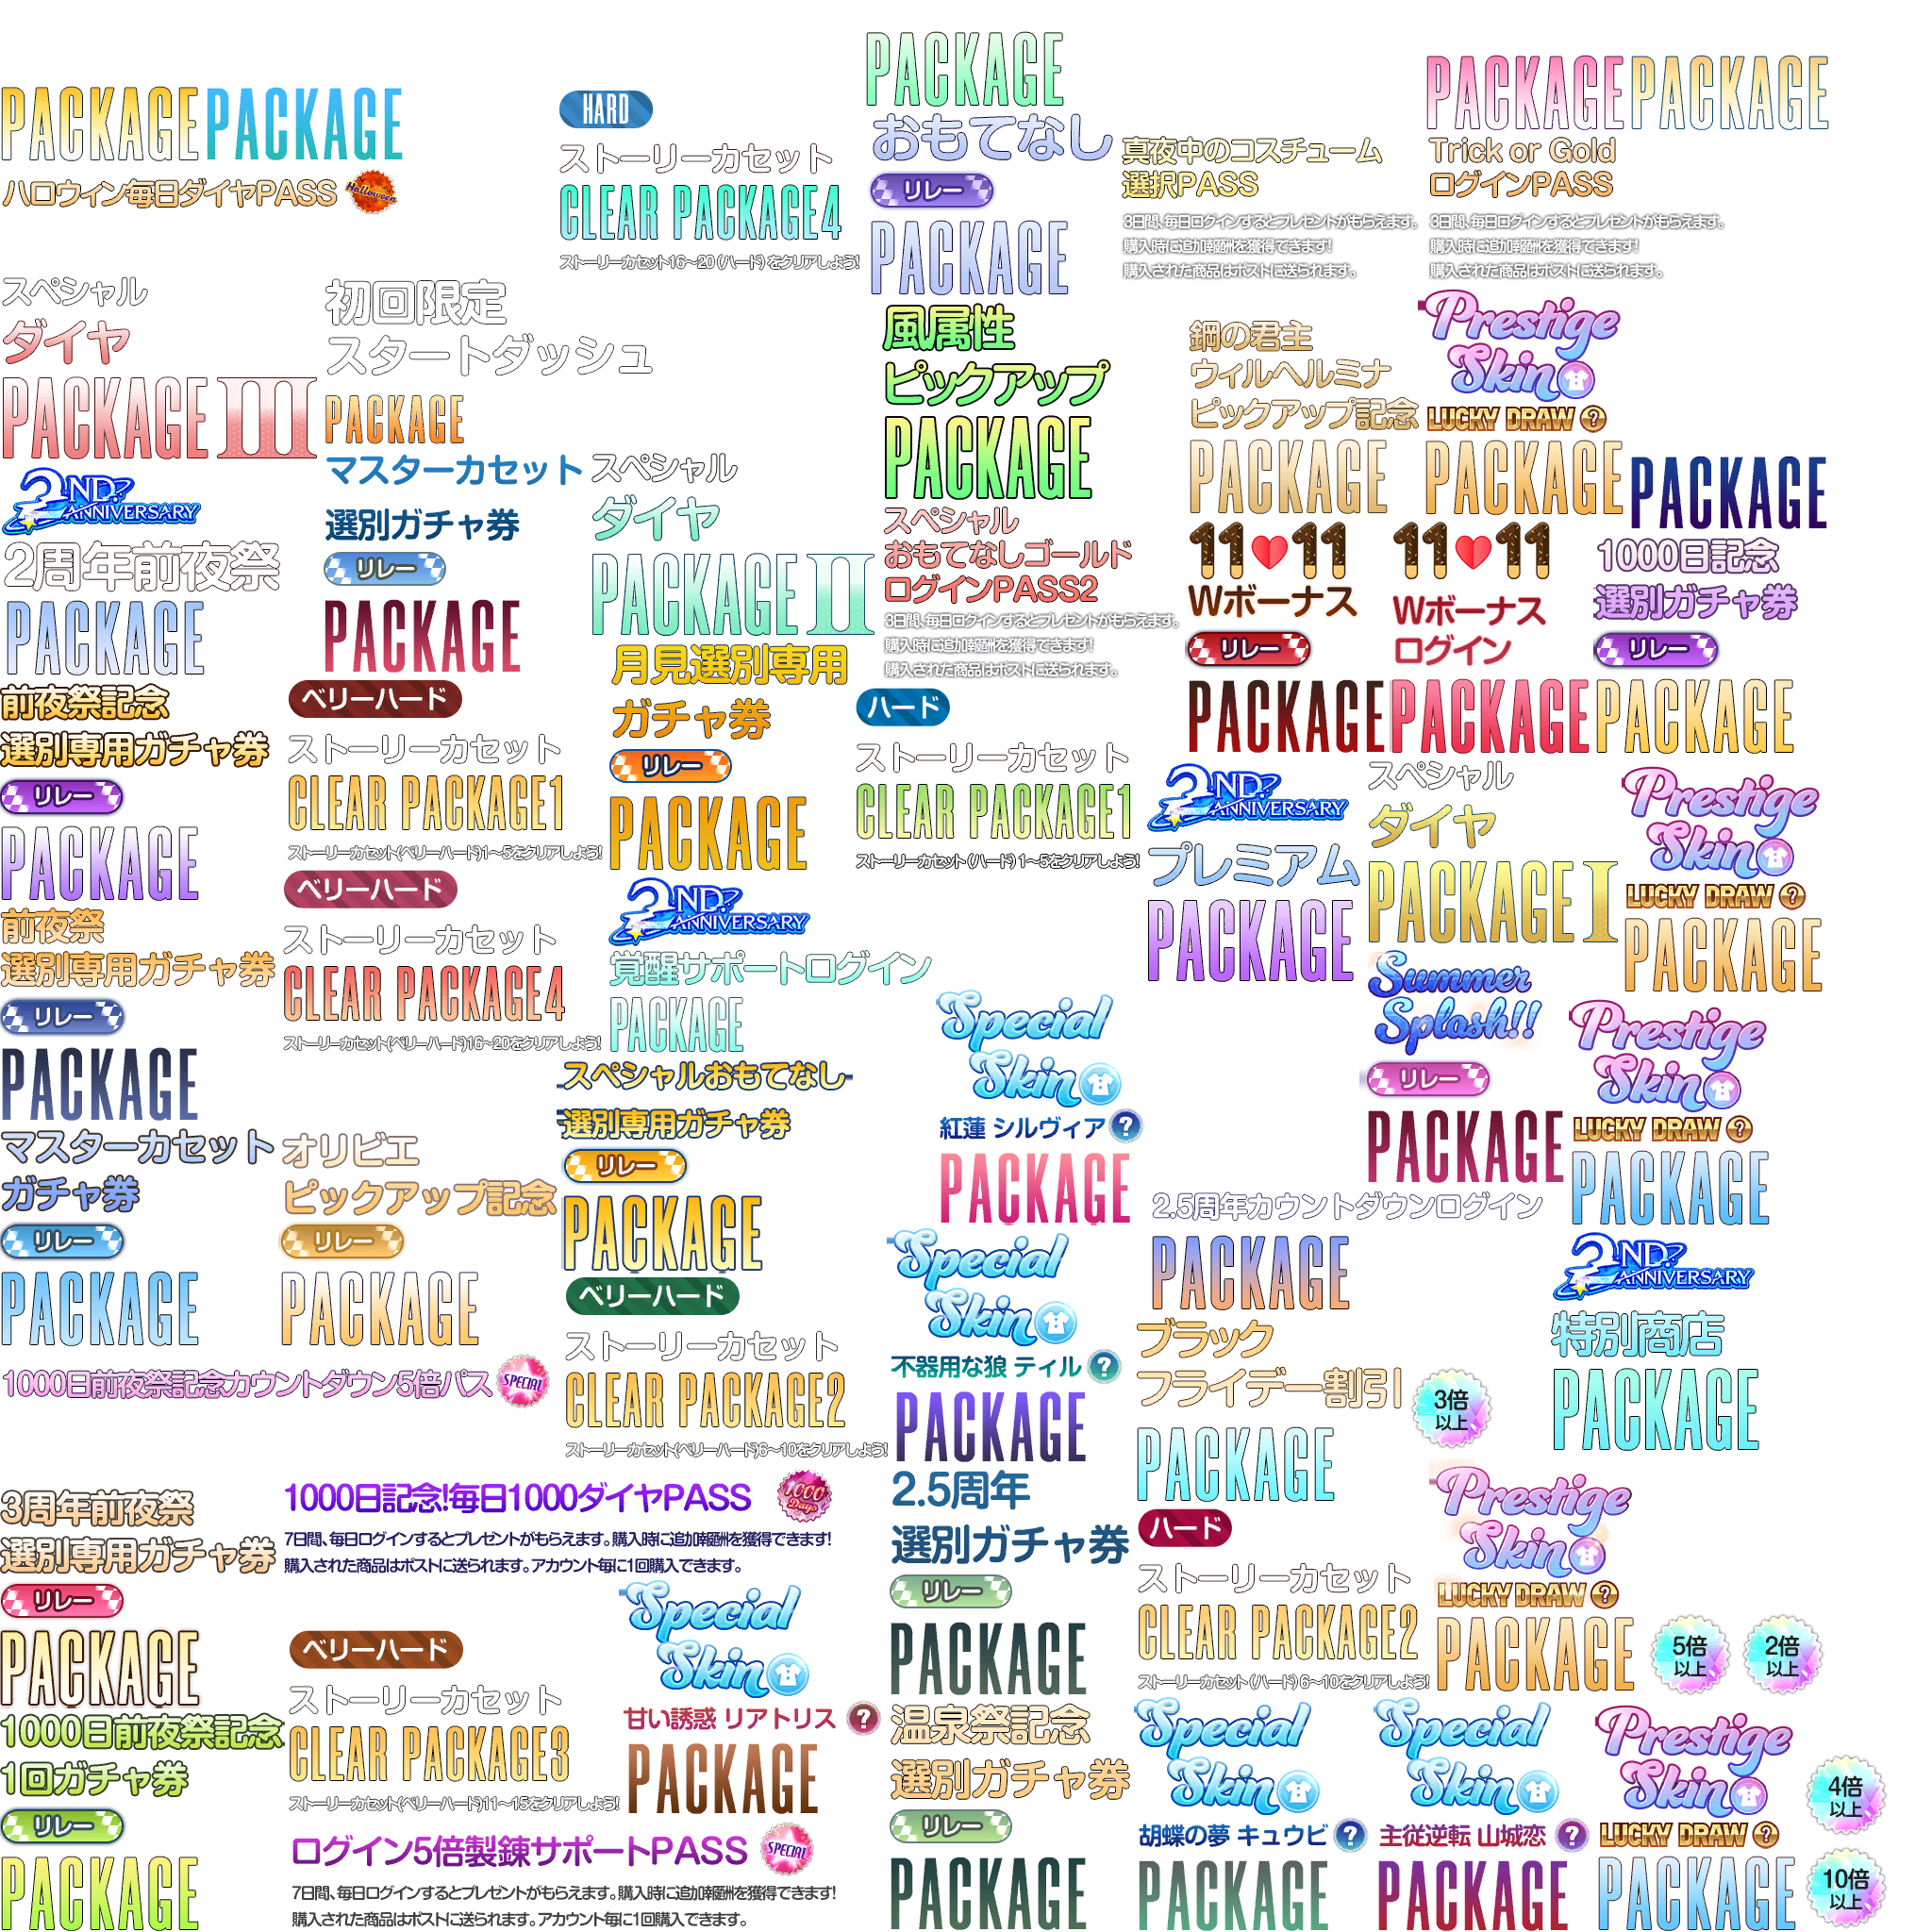 PACKAGE
PACKAGE
ハロウィン毎日ダイヤPASS
Halloween
HARD
ストーリーカセット
CLEAR PACKAGE4
ストーリーカセット16〜20（ハード）をクリアしよう!
PACKAGE
おもてなし
リレー
PACKAGE
真夜中のコスチューム
選択PASS
3日間、毎日ログインするとプレゼントがもらえます。
購入時に追加報酬を獲得できます!
購入された商品はポストに送られます。
PACKAGE
PACKAGE
Trick or Gold
ログインPASS
3日間、毎日ログインするとプレゼントがもらえます。
購入時に追加報酬を獲得できます!
購入された商品はポストに送られます。
スペシャル
ダイヤ
PACKAGE III
初回限定
スタートダッシュ
PACKAGE
風属性
ピックアップ
PACKAGE
鋼の君主
ウィルヘルミナ
ピックアップ記念
PACKAGE
Prestige
Skin
LUCKY DRAW ?
PACKAGE
PACKAGE
2ND!
ANNIVERSARY
2周年前夜祭
PACKAGE
マスターカセット
選別ガチャ券
リレー
PACKAGE
スペシャル
ダイヤ
PACKAGE II
スペシャル
おもてなしゴールド
ログインPASS2
3日間、毎日ログインするとプレゼントがもらえます。
購入時に追加報酬を獲得できます!
購入された商品はポストに送られます。
11♥11
Wボーナス
リレー
PACKAGE
11♥11
Wボーナス
ログイン
PACKAGE
1000日記念
選別ガチャ券
リレー
PACKAGE
前夜祭記念
選別専用ガチャ券
リレー
PACKAGE
ベリーハード
ストーリーカセット
CLEAR PACKAGE1
ストーリーカセット(ベリーハード)1〜5をクリアしよう!
月見選別専用
ガチャ券
リレー
PACKAGE
ハード
ストーリーカセット
CLEAR PACKAGE1
ストーリーカセット（ハード）1〜5をクリアしよう!
2ND!
ANNIVERSARY
プレミアム
PACKAGE
スペシャル
ダイヤ
PACKAGE I
Prestige
Skin
LUCKY DRAW ?
PACKAGE
前夜祭
選別専用ガチャ券
リレー
PACKAGE
ベリーハード
ストーリーカセット
CLEAR PACKAGE4
ストーリーカセット(ベリーハード)16〜20をクリアしよう!
2ND!
ANNIVERSARY
覚醒サポートログイン
PACKAGE
Special
Skin
紅蓮 シルヴィア ?
PACKAGE
Summer
Splash!!
リレー
PACKAGE
Prestige
Skin
LUCKY DRAW ?
PACKAGE
マスターカセット
ガチャ券
リレー
PACKAGE
オリビエ
ピックアップ記念
リレー
PACKAGE
スペシャルおもてなし
選別専用ガチャ券
リレー
PACKAGE
2.5周年カウントダウンログイン
PACKAGE
Special
Skin
不器用な狼 ティル ?
PACKAGE
2ND!
ANNIVERSARY
特別商店
PACKAGE
1000日前夜祭記念カウントダウン5倍パス
SPECIAL
ベリーハード
ストーリーカセット
CLEAR PACKAGE2
ストーリーカセット(ベリーハード)6〜10をクリアしよう!
ブラック
フライデー割引
PACKAGE
3倍
以上
3周年前夜祭
選別専用ガチャ券
リレー
PACKAGE
1000日記念!毎日1000ダイヤPASS
1000
Days
7日間、毎日ログインするとプレゼントがもらえます。購入時に追加報酬を獲得できます!
購入された商品はポストに送られます。アカウント毎に1回購入できます。
2.5周年
選別ガチャ券
リレー
PACKAGE
ハード
ストーリーカセット
CLEAR PACKAGE2
ストーリーカセット（ハード）6〜10をクリアしよう!
Prestige
Skin
LUCKY DRAW ?
PACKAGE
5倍
以上
2倍
以上
ベリーハード
ストーリーカセット
CLEAR PACKAGE3
ストーリーカセット(ベリーハード)11〜15をクリアしよう!
Special
Skin
甘い誘惑 リアトリス ?
PACKAGE
1000日前夜祭記念
1回ガチャ券
リレー
PACKAGE
ログイン5倍製錬サポートPASS
SPECIAL
7日間、毎日ログインするとプレゼントがもらえます。購入時に追加報酬を獲得できます!
購入された商品はポストに送られます。アカウント毎に1回購入できます。
温泉祭記念
選別ガチャ券
リレー
PACKAGE
Special
Skin
胡蝶の夢 キュウビ ?
PACKAGE
Special
Skin
主従逆転 山城恋 ?
PACKAGE
Prestige
Skin
LUCKY DRAW ?
PACKAGE
4倍
以上
10倍
以上